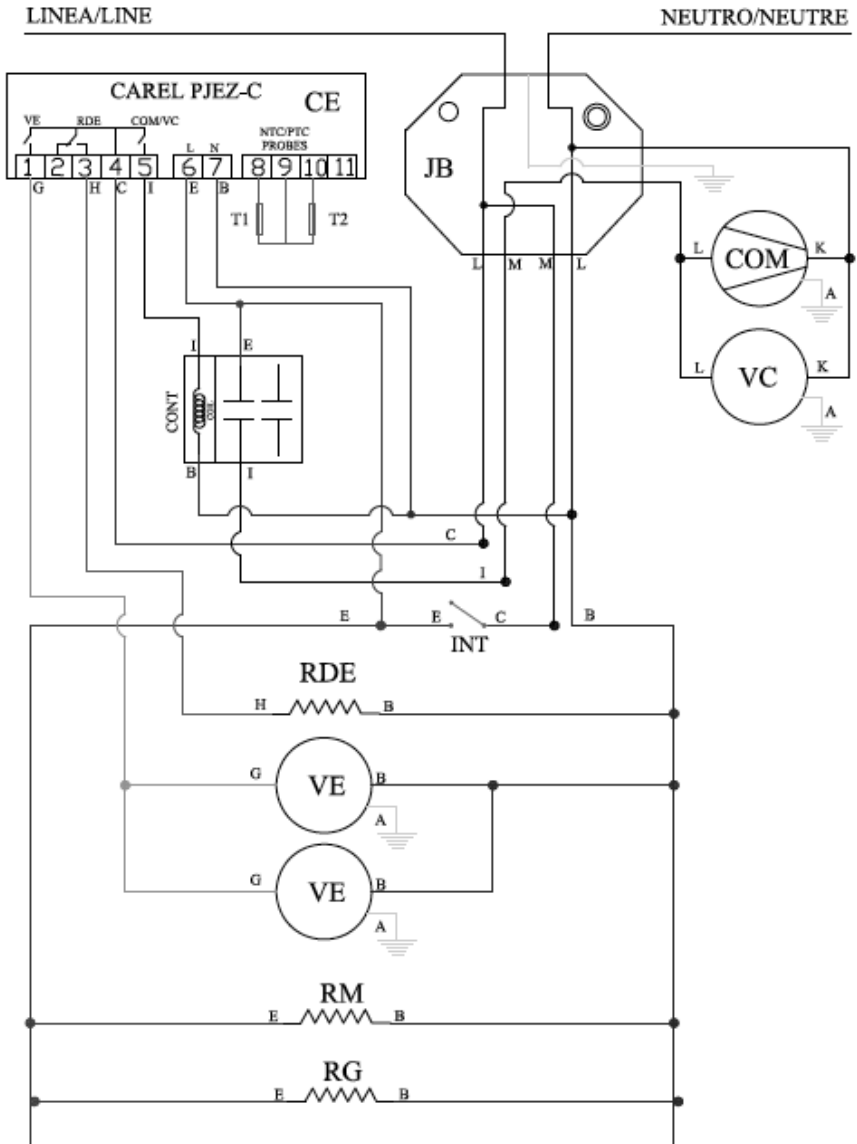 LINEA/LINE
NEUTRO/NEUTRE
CAREL PJEZ-C
CE
VE RDE COM/VC
L N
NTC/PTC
PROBES
1 2 3 4 5 6 7 8 9 10 11
G H C I E B
T1 T2
JB
L M M L
L COM K
A
L VC K
A
I E
CONT
COIL
B I
C
I
E E C B
INT
RDE
H B
G VE B
A
G VE B
A
RM
E B
RG
E B